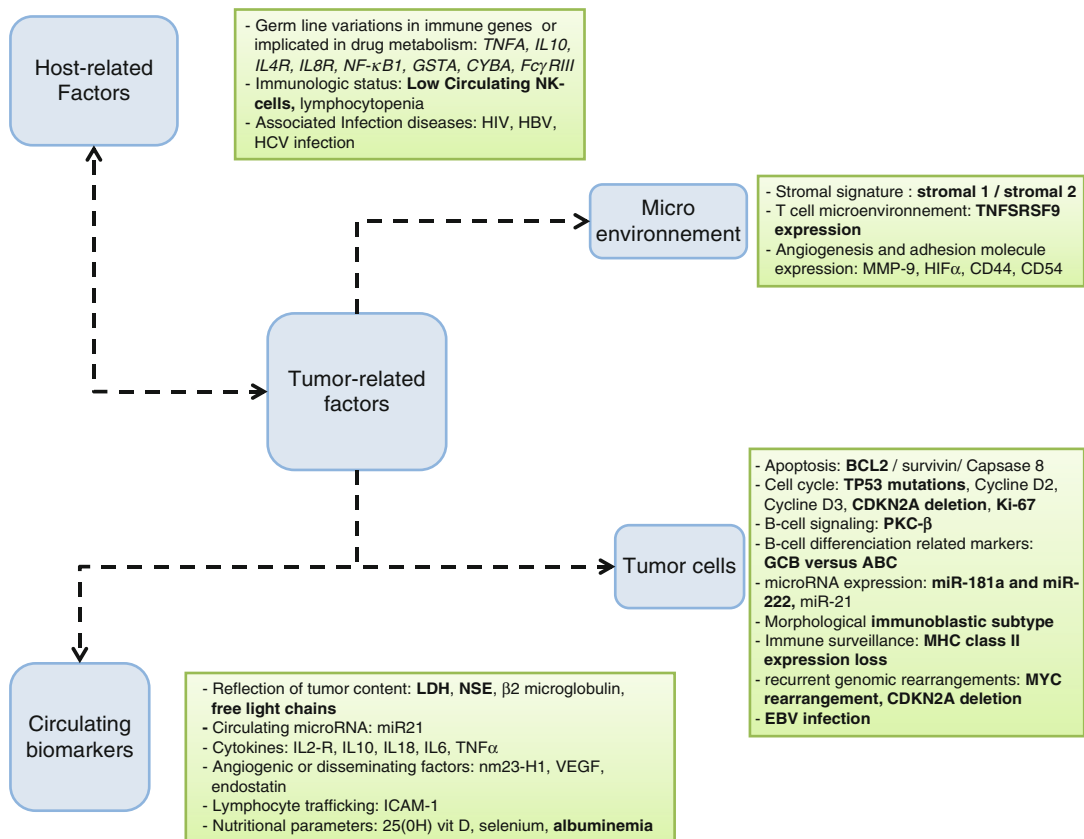 Host-related
Factors
- Germ line variations in immune genes or
implicated in drug metabolism: TNFA, IL10,
IL4R, IL8R, NF-κB1, GSTA, CYBA, FcγRIII
- Immunologic status: Low Circulating NK-
cells, lymphocytopenia
- Associated Infection diseases: HIV, HBV,
HCV infection
Micro
environnement
- Stromal signature : stromal 1 / stromal 2
- T cell microenvironnement: TNFSRSF9
expression
- Angiogenesis and adhesion molecule
expression: MMP-9, HIFα, CD44, CD54
Tumor-related
factors
Tumor cells
- Apoptosis: BCL2 / survivin/ Capsase 8
- Cell cycle: TP53 mutations, Cycline D2,
Cycline D3, CDKN2A deletion, Ki-67
- B-cell signaling: PKC-β
- B-cell differenciation related markers:
GCB versus ABC
- microRNA expression: miR-181a and miR-
222, miR-21
- Morphological immunoblastic subtype
- Immune surveillance: MHC class II
expression loss
- recurrent genomic rearrangements: MYC
rearrangement, CDKN2A deletion
- EBV infection
Circulating
biomarkers
- Reflection of tumor content: LDH, NSE, β2 microglobulin,
free light chains
- Circulating microRNA: miR21
- Cytokines: IL2-R, IL10, IL18, IL6, TNFα
- Angiogenic or disseminating factors: nm23-H1, VEGF,
endostatin
- Lymphocyte trafficking: ICAM-1
- Nutritional parameters: 25(0H) vit D, selenium, albuminemia